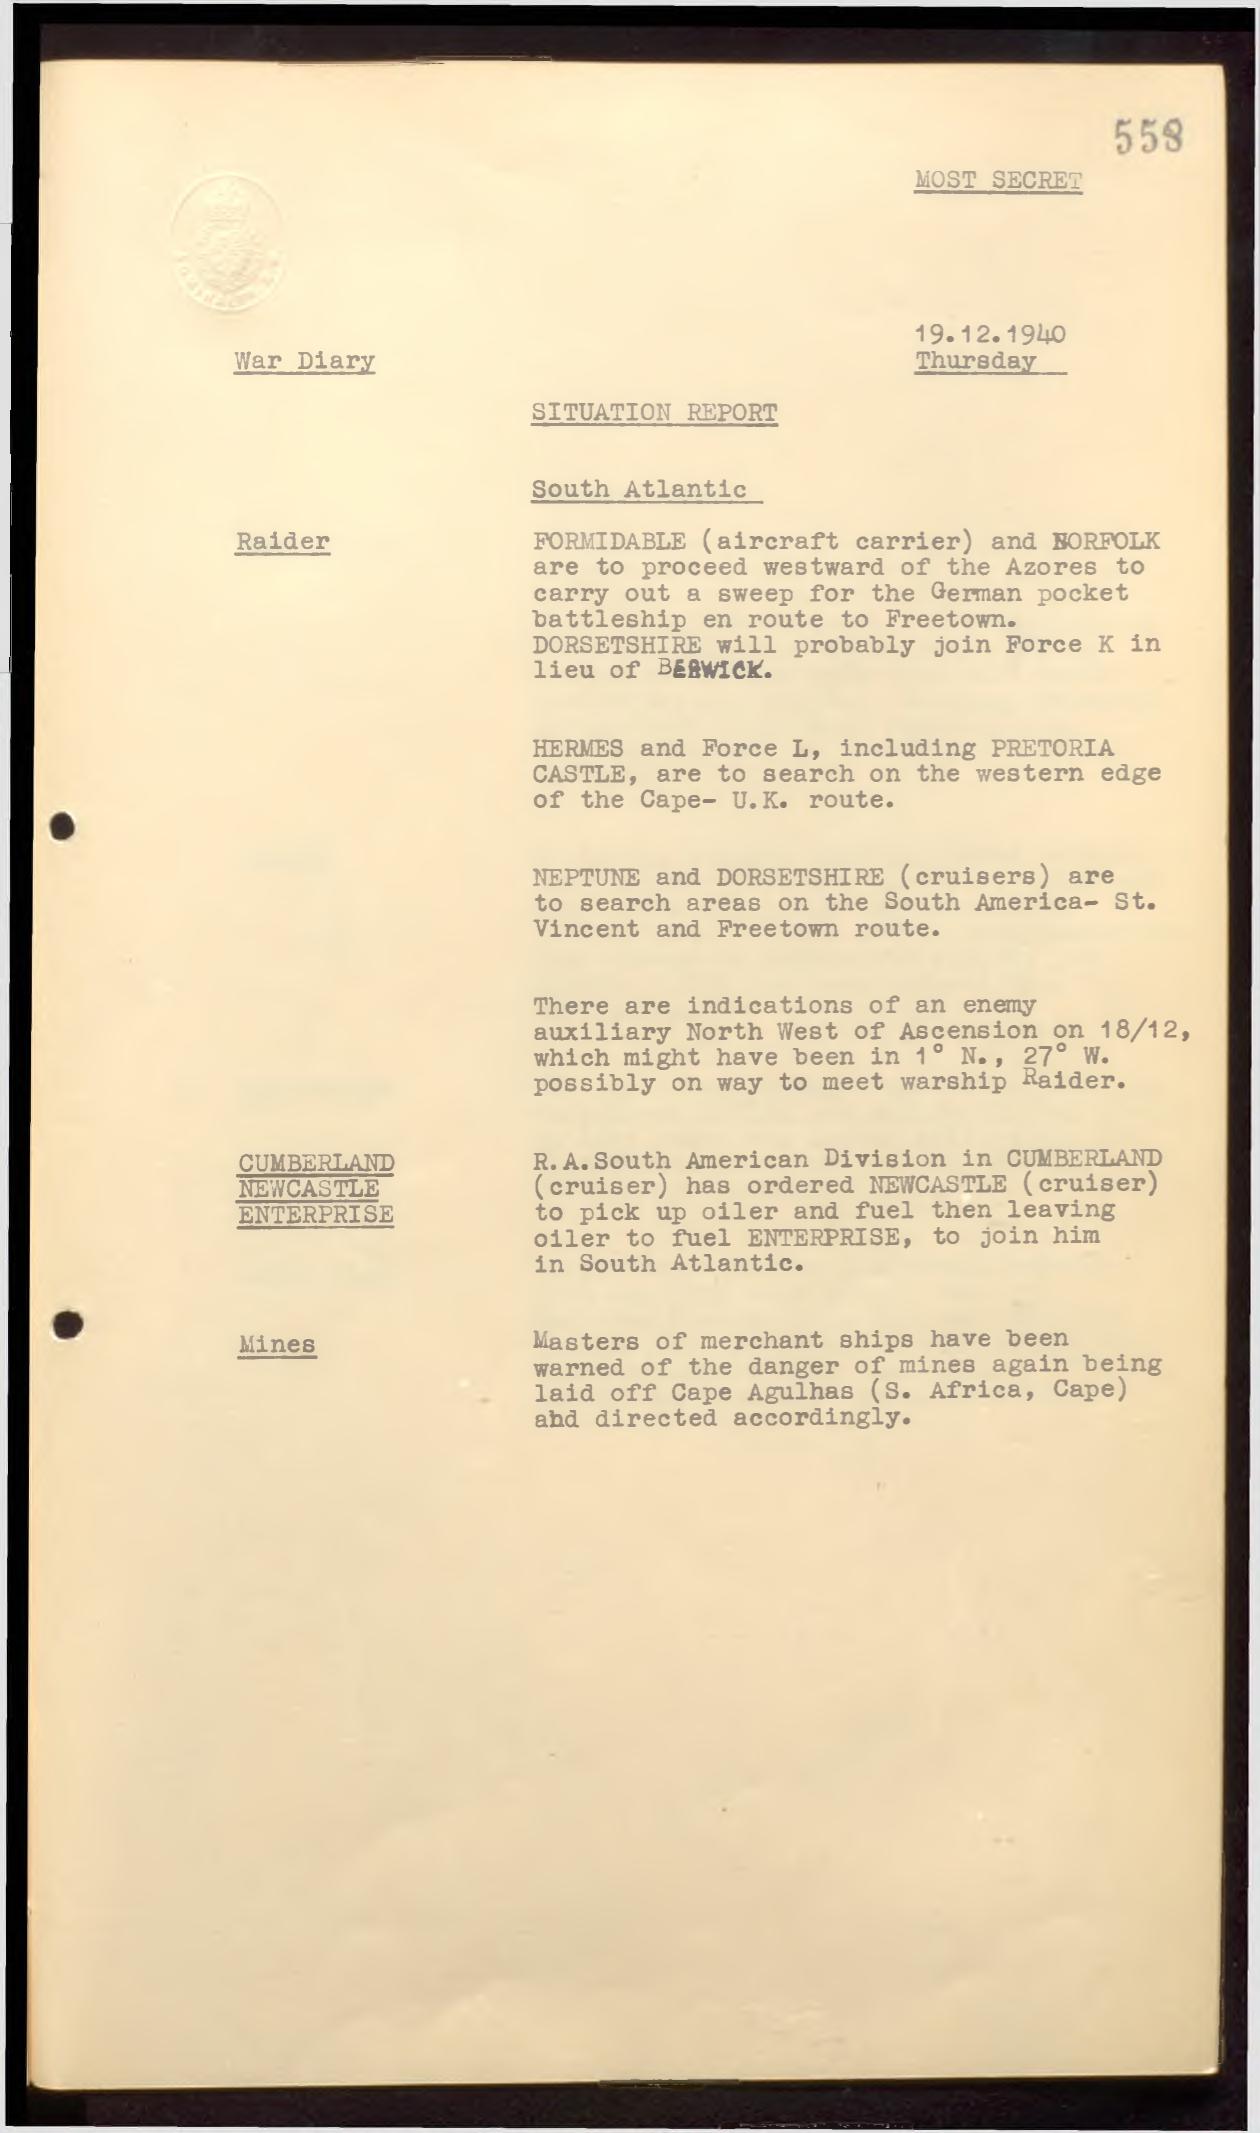 558
MOST SECRET
19.12.1940
War Diary
Thursday
SITUATION REPORT
South Atlantic
Raider
FORMIDABLE (aircraft carrier) and NORFOLK
are to proceed westward of the Azores to
carry out a sweep for the German pocket
battleship en route to Freetown.
DORSETSHIRE will probably join Force K in
lieu of BERWICK.
HERMES and Force L, including PRETORIA
CASTLE, are to search on the western edge
of the Cape- U.K. route.
NEPTUNE and DORSETSHIRE (cruisers) are
to search areas on the South America- St.
Vincent and Freetown route.
There are indications of an enemy
auxiliary North West of Ascension on 18/12,
which might have been in 1° N., 27° W.
possibly on way to meet warship Raider.
CUMBERLAND
NEWCASTLE
ENTERPRISE
R.A.South American Division in CUMBERLAND
(cruiser) has ordered NEWCASTLE (cruiser)
to pick up oiler and fuel then leaving
oiler to fuel ENTERPRISE, to join him
in South Atlantic.
Mines
Masters of merchant ships have been
warned of the danger of mines again being
laid off Cape Agulhas (S. Africa, Cape)
ahd directed accordingly.